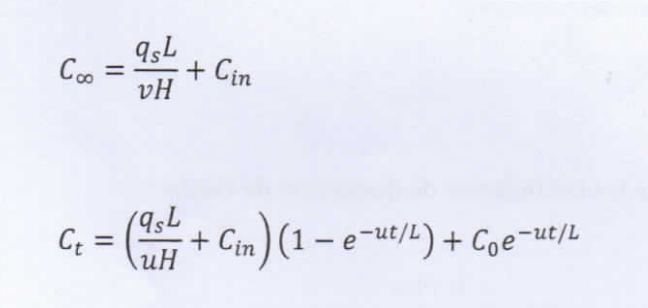 C∞ = qₛL / vH + Cᵢₙ
Cₜ = (qₛL / uH + Cᵢₙ)(1 − e^(−ut/L)) + C₀e^(−ut/L)